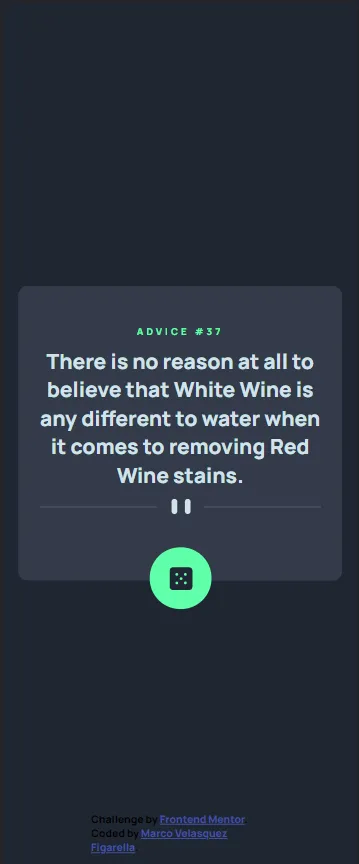 ADVICE #37
There is no reason at all to
believe that White Wine is
any different to water when
it comes to removing Red
Wine stains.
Challenge by Frontend Mentor
Coded by Marco Velasquez
Figarella